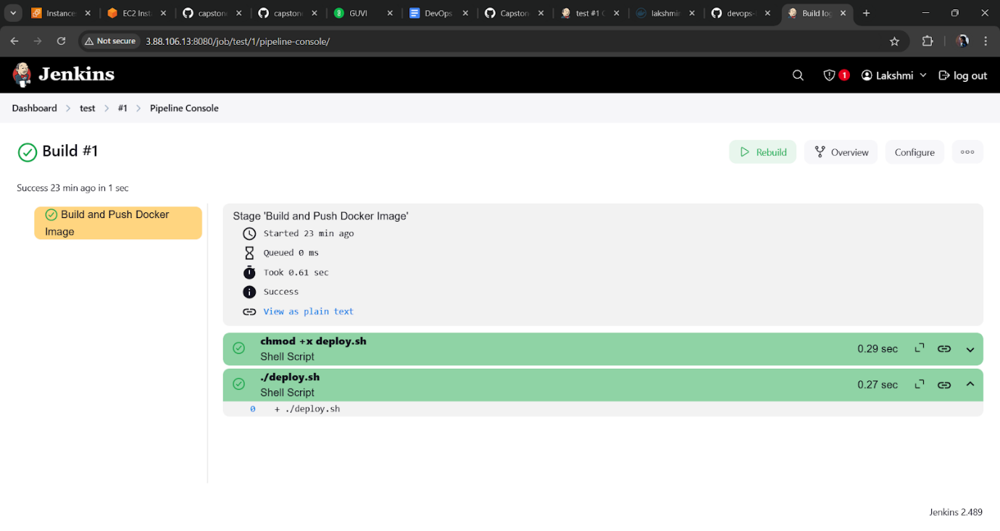 Instance
EC2 Inst
capston
capston
GUVI
DevOps
Capston
test #1 C
lakshmin
devops-
Build log
Not secure
3.88.106.13:8080/job/test/1/pipeline-console/
Jenkins
1
Lakshmi
log out
Dashboard
test
#1
Pipeline Console
Build #1
Rebuild
Overview
Configure
Success 23 min ago in 1 sec
Build and Push Docker
Image
Stage 'Build and Push Docker Image'
Started 23 min ago
Queued 0 ms
Took 0.61 sec
Success
View as plain text
chmod +x deploy.sh
Shell Script
0.29 sec
./deploy.sh
Shell Script
0.27 sec
0 + ./deploy.sh
Jenkins 2.489